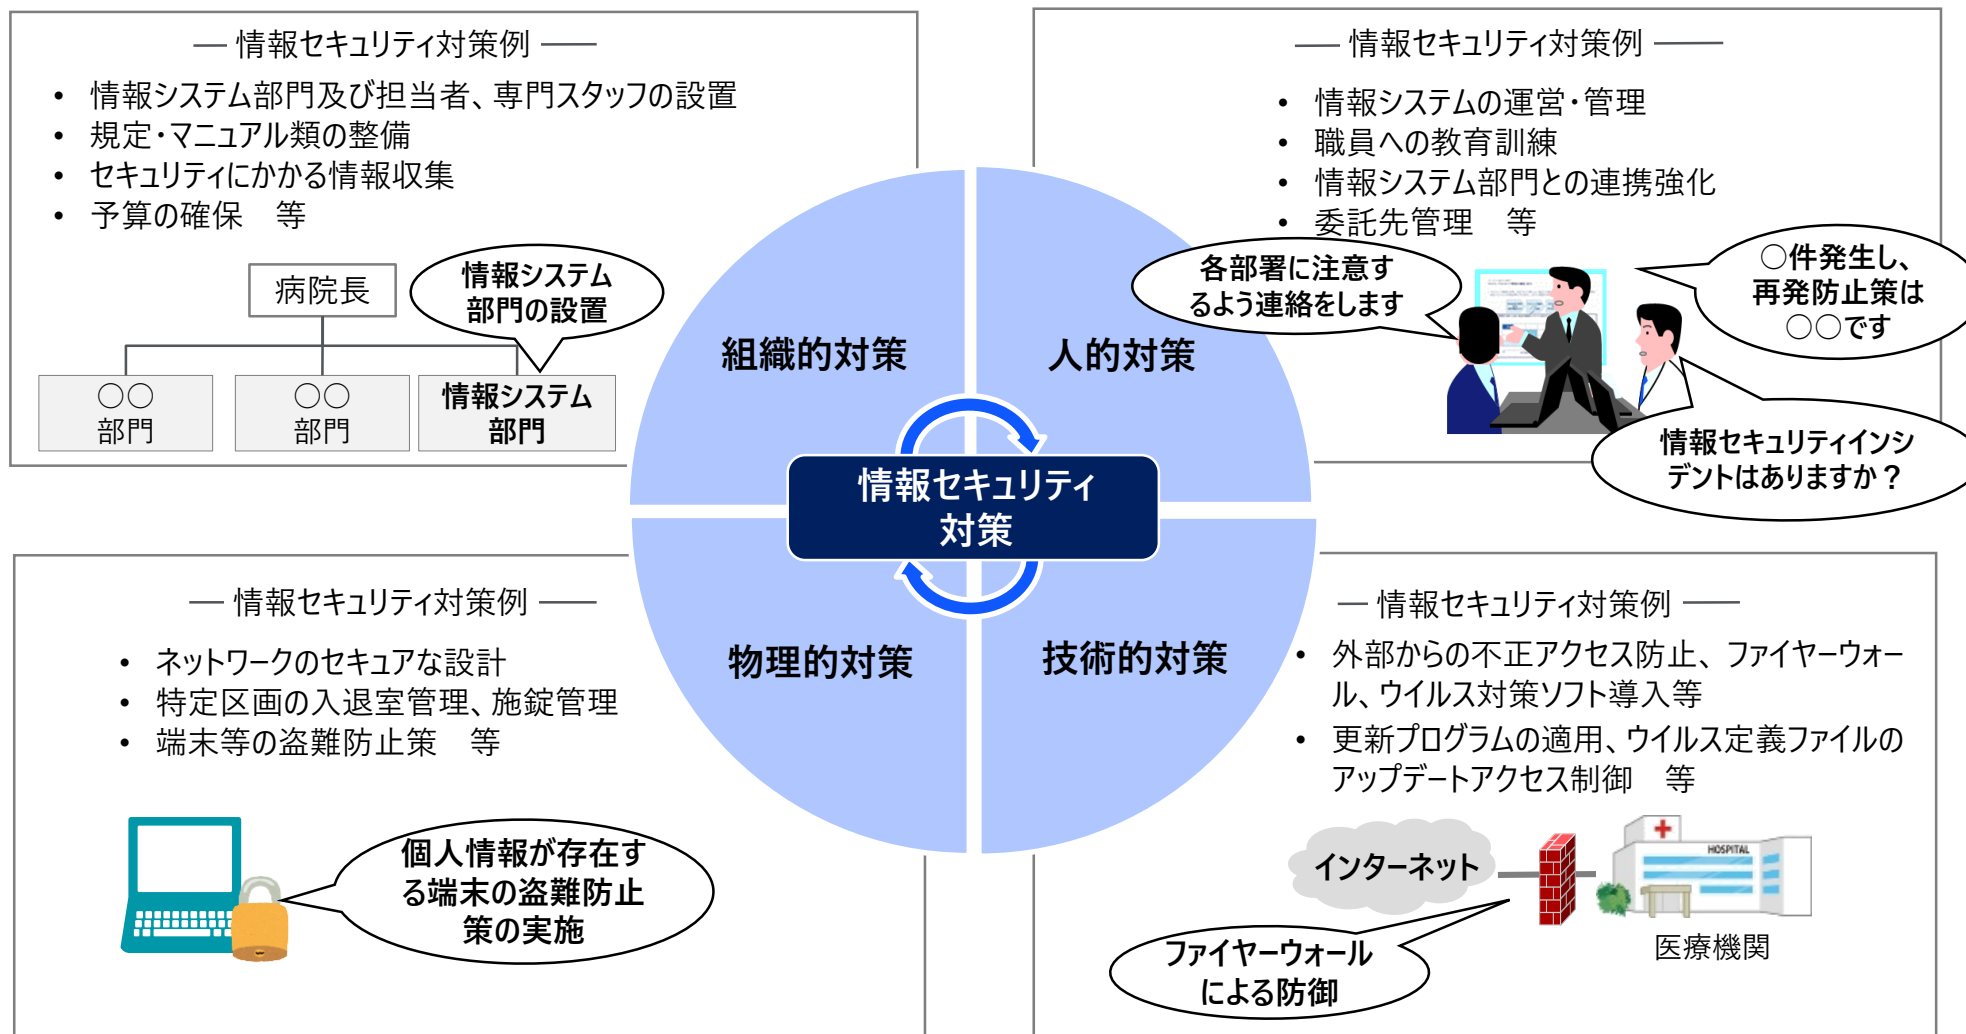 情報セキュリティ対策例
• 情報システム部門及び担当者、専門スタッフの設置
• 規定・マニュアル類の整備
• セキュリティにかかる情報収集
• 予算の確保　等
病院長
情報システム
部門の設置
〇〇
部門
〇〇
部門
情報システム
部門
情報セキュリティ対策例
• 情報システムの運営・管理
• 職員への教育訓練
• 情報システム部門との連携強化
• 委託先管理　等
各部署に注意す
るよう連絡をします
〇件発生し、
再発防止策は
〇〇です
情報セキュリティインシ
デントはありますか？
組織的対策
人的対策
情報セキュリティ
対策
物理的対策
技術的対策
情報セキュリティ対策例
• ネットワークのセキュアな設計
• 特定区画の入退室管理、施錠管理
• 端末等の盗難防止策　等
個人情報が存在す
る端末の盗難防止
策の実施
情報セキュリティ対策例
• 外部からの不正アクセス防止、ファイヤーウォー
ル、ウイルス対策ソフト導入等
• 更新プログラムの適用、ウイルス定義ファイルの
アップデートアクセス制御　等
インターネット
HOSPITAL
医療機関
ファイヤーウォール
による防御